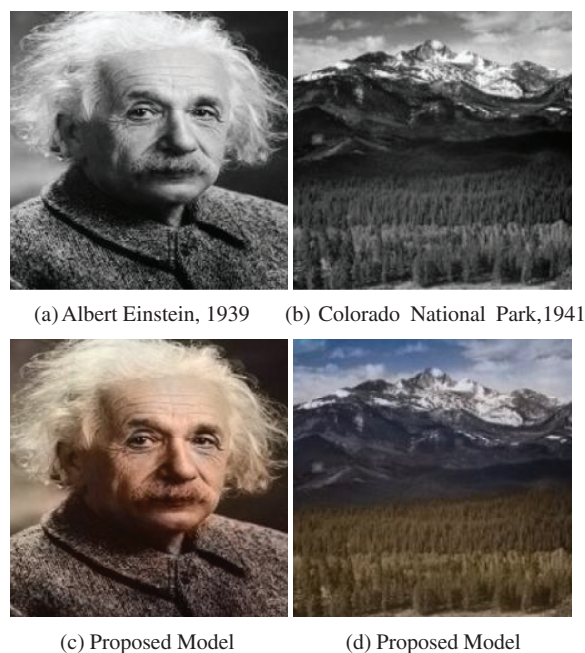 (a) Albert Einstein, 1939
(b) Colorado National Park,1941
(c) Proposed Model
(d) Proposed Model